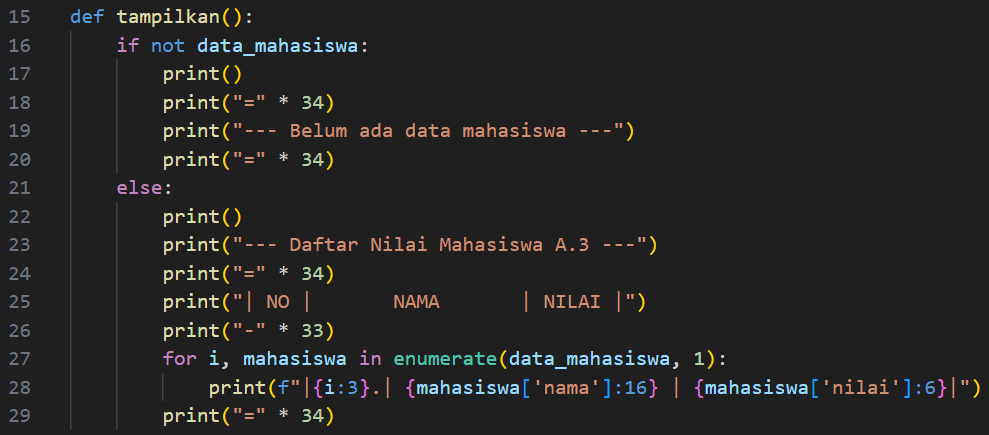 15 def tampilkan():
16     if not data_mahasiswa:
17         print()
18         print("=" * 34)
19         print("--- Belum ada data mahasiswa ---")
20         print("=" * 34)
21     else:
22         print()
23         print("--- Daftar Nilai Mahasiswa A.3 ---")
24         print("=" * 34)
25         print("| NO |       NAMA       | NILAI |")
26         print("-" * 33)
27         for i, mahasiswa in enumerate(data_mahasiswa, 1):
28             print(f"|{i:3}.| {mahasiswa['nama']:16} | {mahasiswa['nilai']:6}|")
29         print("=" * 34)